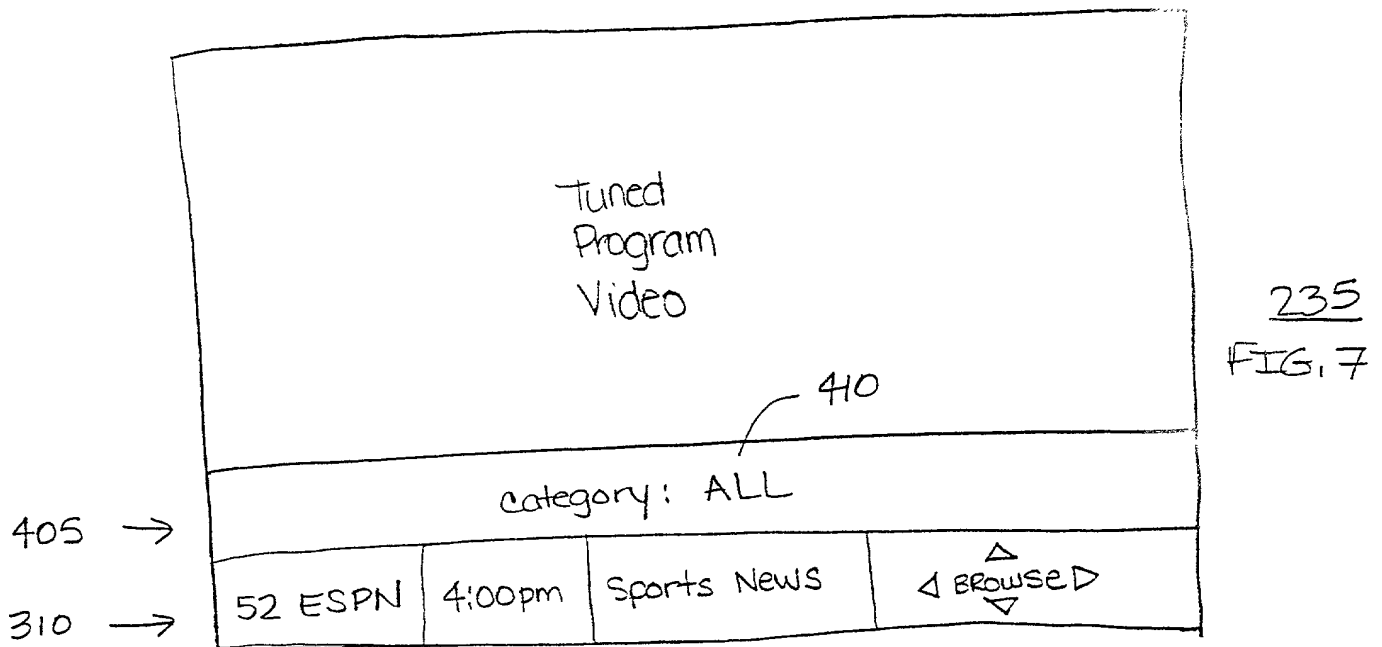 Tuned
Program
Video
235
FIG. 7
410
category: ALL
405
52 ESPN 4:00pm Sports News BROWSE
310